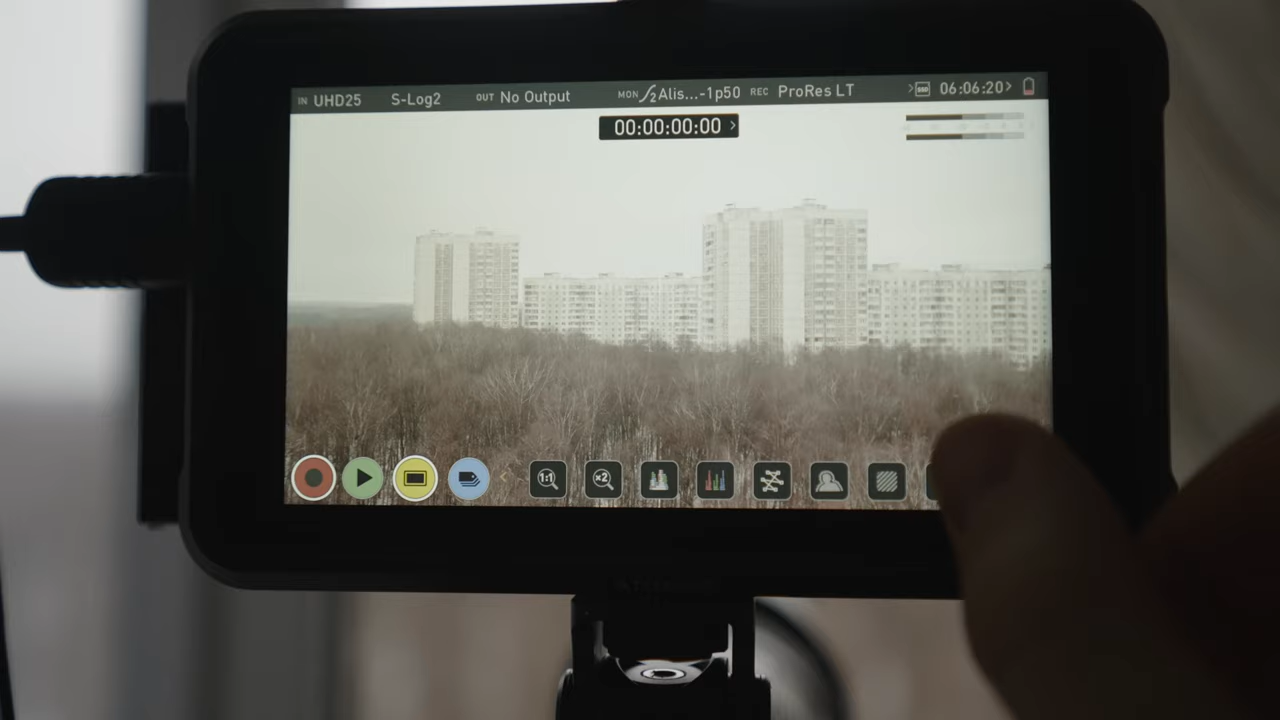 IN UHD25 S-Log2 OUT No Output MON Alis...-1p50 REC ProRes LT 06:06:20
00:00:00:00
1:1 x2